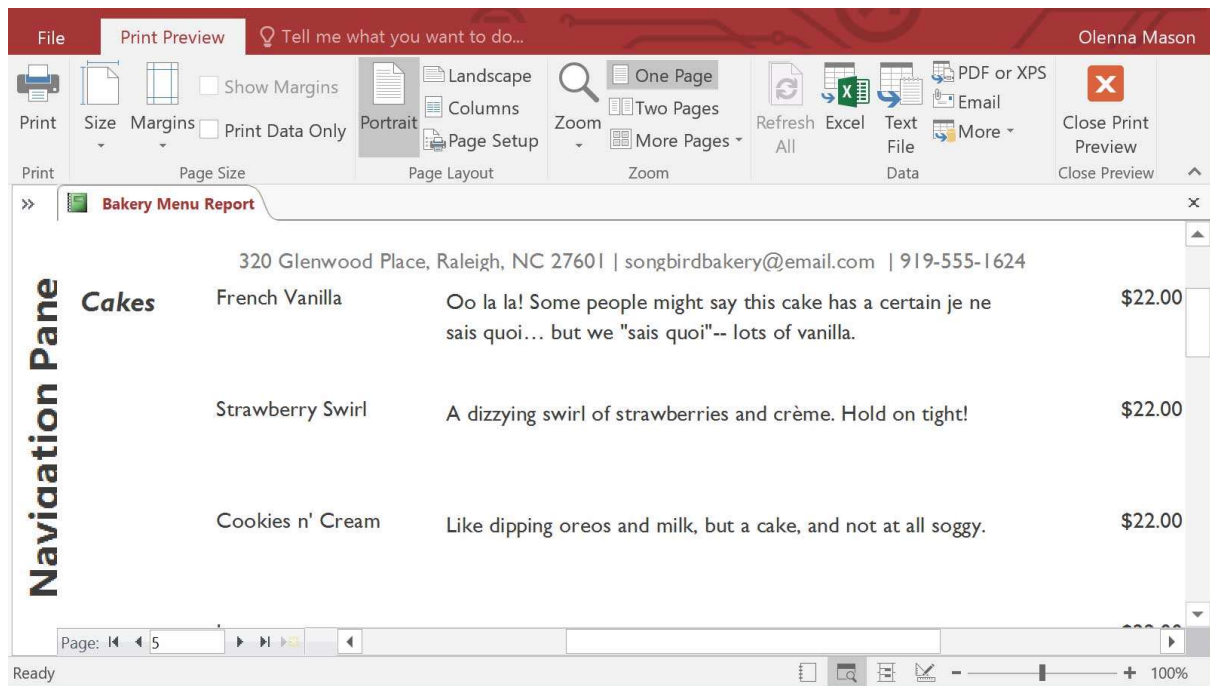 File Print Preview Tell me what you want to do... Olenna Mason
Print
Size
Margins
Show Margins
Print Data Only
Portrait
Landscape
Columns
Page Setup
Zoom
One Page
Two Pages
More Pages
Refresh All
Excel
Text File
PDF or XPS
Email
More
Close Print Preview
Print Page Size Page Layout Zoom Data Close Preview
Bakery Menu Report
Navigation Pane
320 Glenwood Place, Raleigh, NC 27601 | songbirdbakery@email.com | 919-555-1624
Cakes French Vanilla Oo la la! Some people might say this cake has a certain je ne $22.00
sais quoi... but we "sais quoi"-- lots of vanilla.
Strawberry Swirl A dizzying swirl of strawberries and crème. Hold on tight! $22.00
Cookies n' Cream Like dipping oreos and milk, but a cake, and not at all soggy. $22.00
Page: 5
Ready 100%